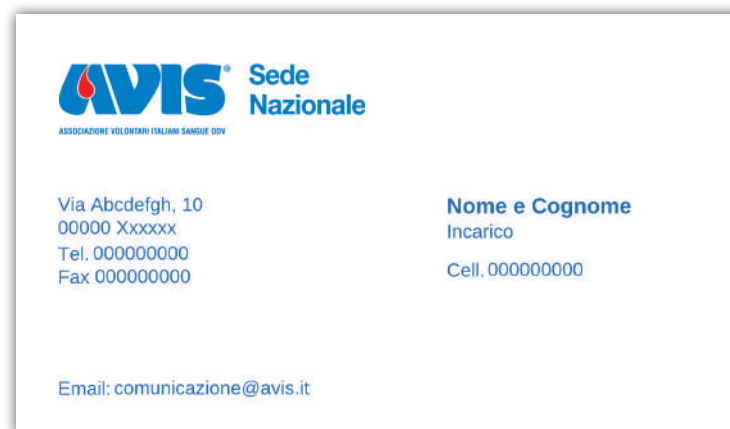 AVIS® Sede
Nazionale
ASSOCIAZIONE VOLONTARI ITALIANI SANGUE ODV
Via Abcdefgh, 10
00000 Xxxxxx
Tel. 000000000
Fax 000000000
Nome e Cognome
Incarico
Cell. 000000000
Email: comunicazione@avis.it